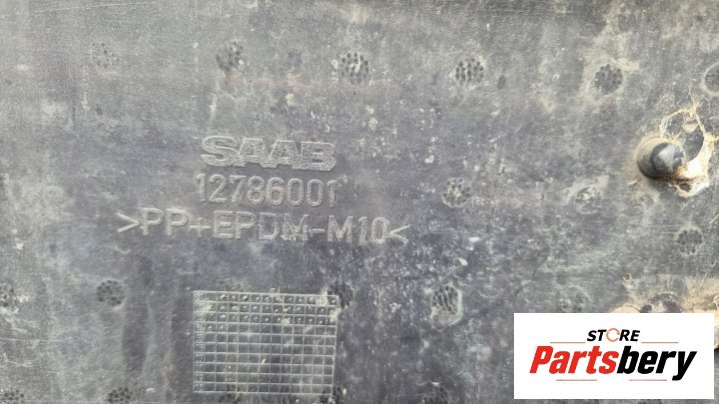 SAAB
12786001
>PP+EPDM-M10<
STORE
Partsbery